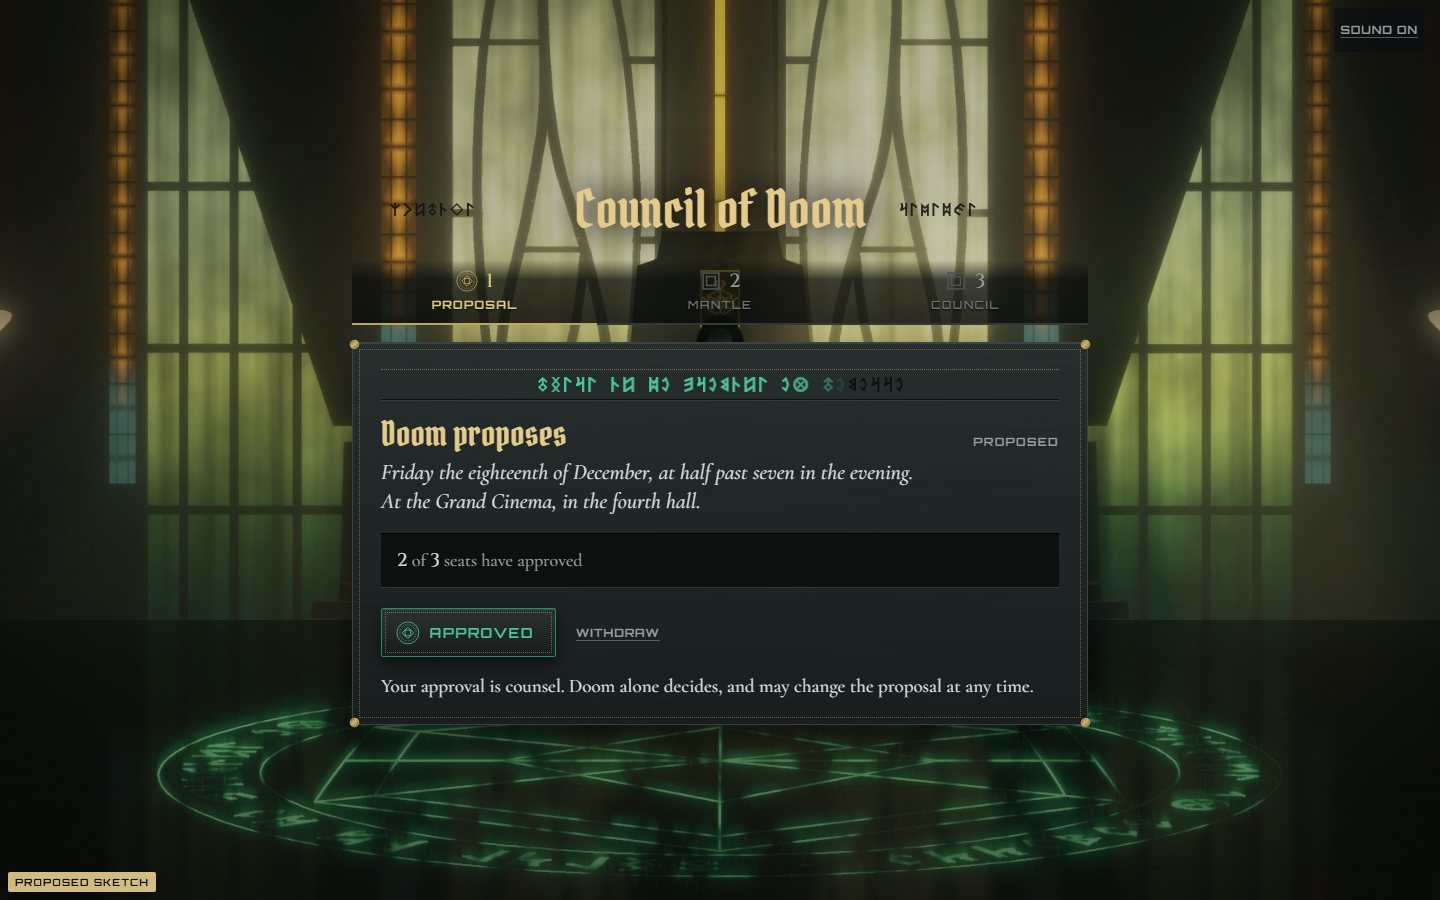 SOUND ON
Council of Doom
1
PROPOSAL
2
MANTLE
3
COUNCIL
Doom proposes
PROPOSED
Friday the eighteenth of December, at half past seven in the evening.
At the Grand Cinema, in the fourth hall.
2 of 3 seats have approved
APPROVED
WITHDRAW
Your approval is counsel. Doom alone decides, and may change the proposal at any time.
PROPOSED SKETCH